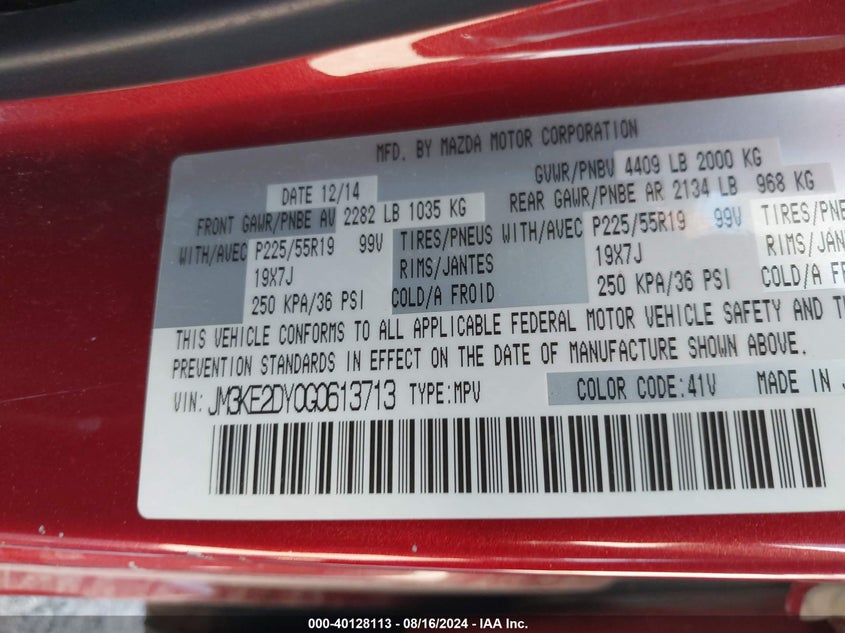 MFD. BY MAZDA MOTOR CORPORATION
DATE 12/14 GVWR/PNBV 4409 LB 2000 KG
FRONT GAWR/PNBE AV 2282 LB 1035 KG REAR GAWR/PNBE AR 2134 LB 968 KG
WITH/AVEC P225/55R19 99V TIRES/PNEUS WITH/AVEC P225/55R19 99V TIRES/PNE
19X7J RIMS/JANTES 19X7J RIMS/JANTES
250 KPA/36 PSI COLD/A FROID 250 KPA/36 PSI COLD/A FROI
THIS VEHICLE CONFORMS TO ALL APPLICABLE FEDERAL MOTOR VEHICLE SAFETY AND
PREVENTION STANDARDS IN EFFECT ON THE DATE OF MANUFACTURE SHOWN ABOVE.
VIN: JM3KE2DY0G0613713 TYPE:MPV COLOR CODE:41V MADE IN
000-40128113 - 08/16/2024 - IAA Inc.